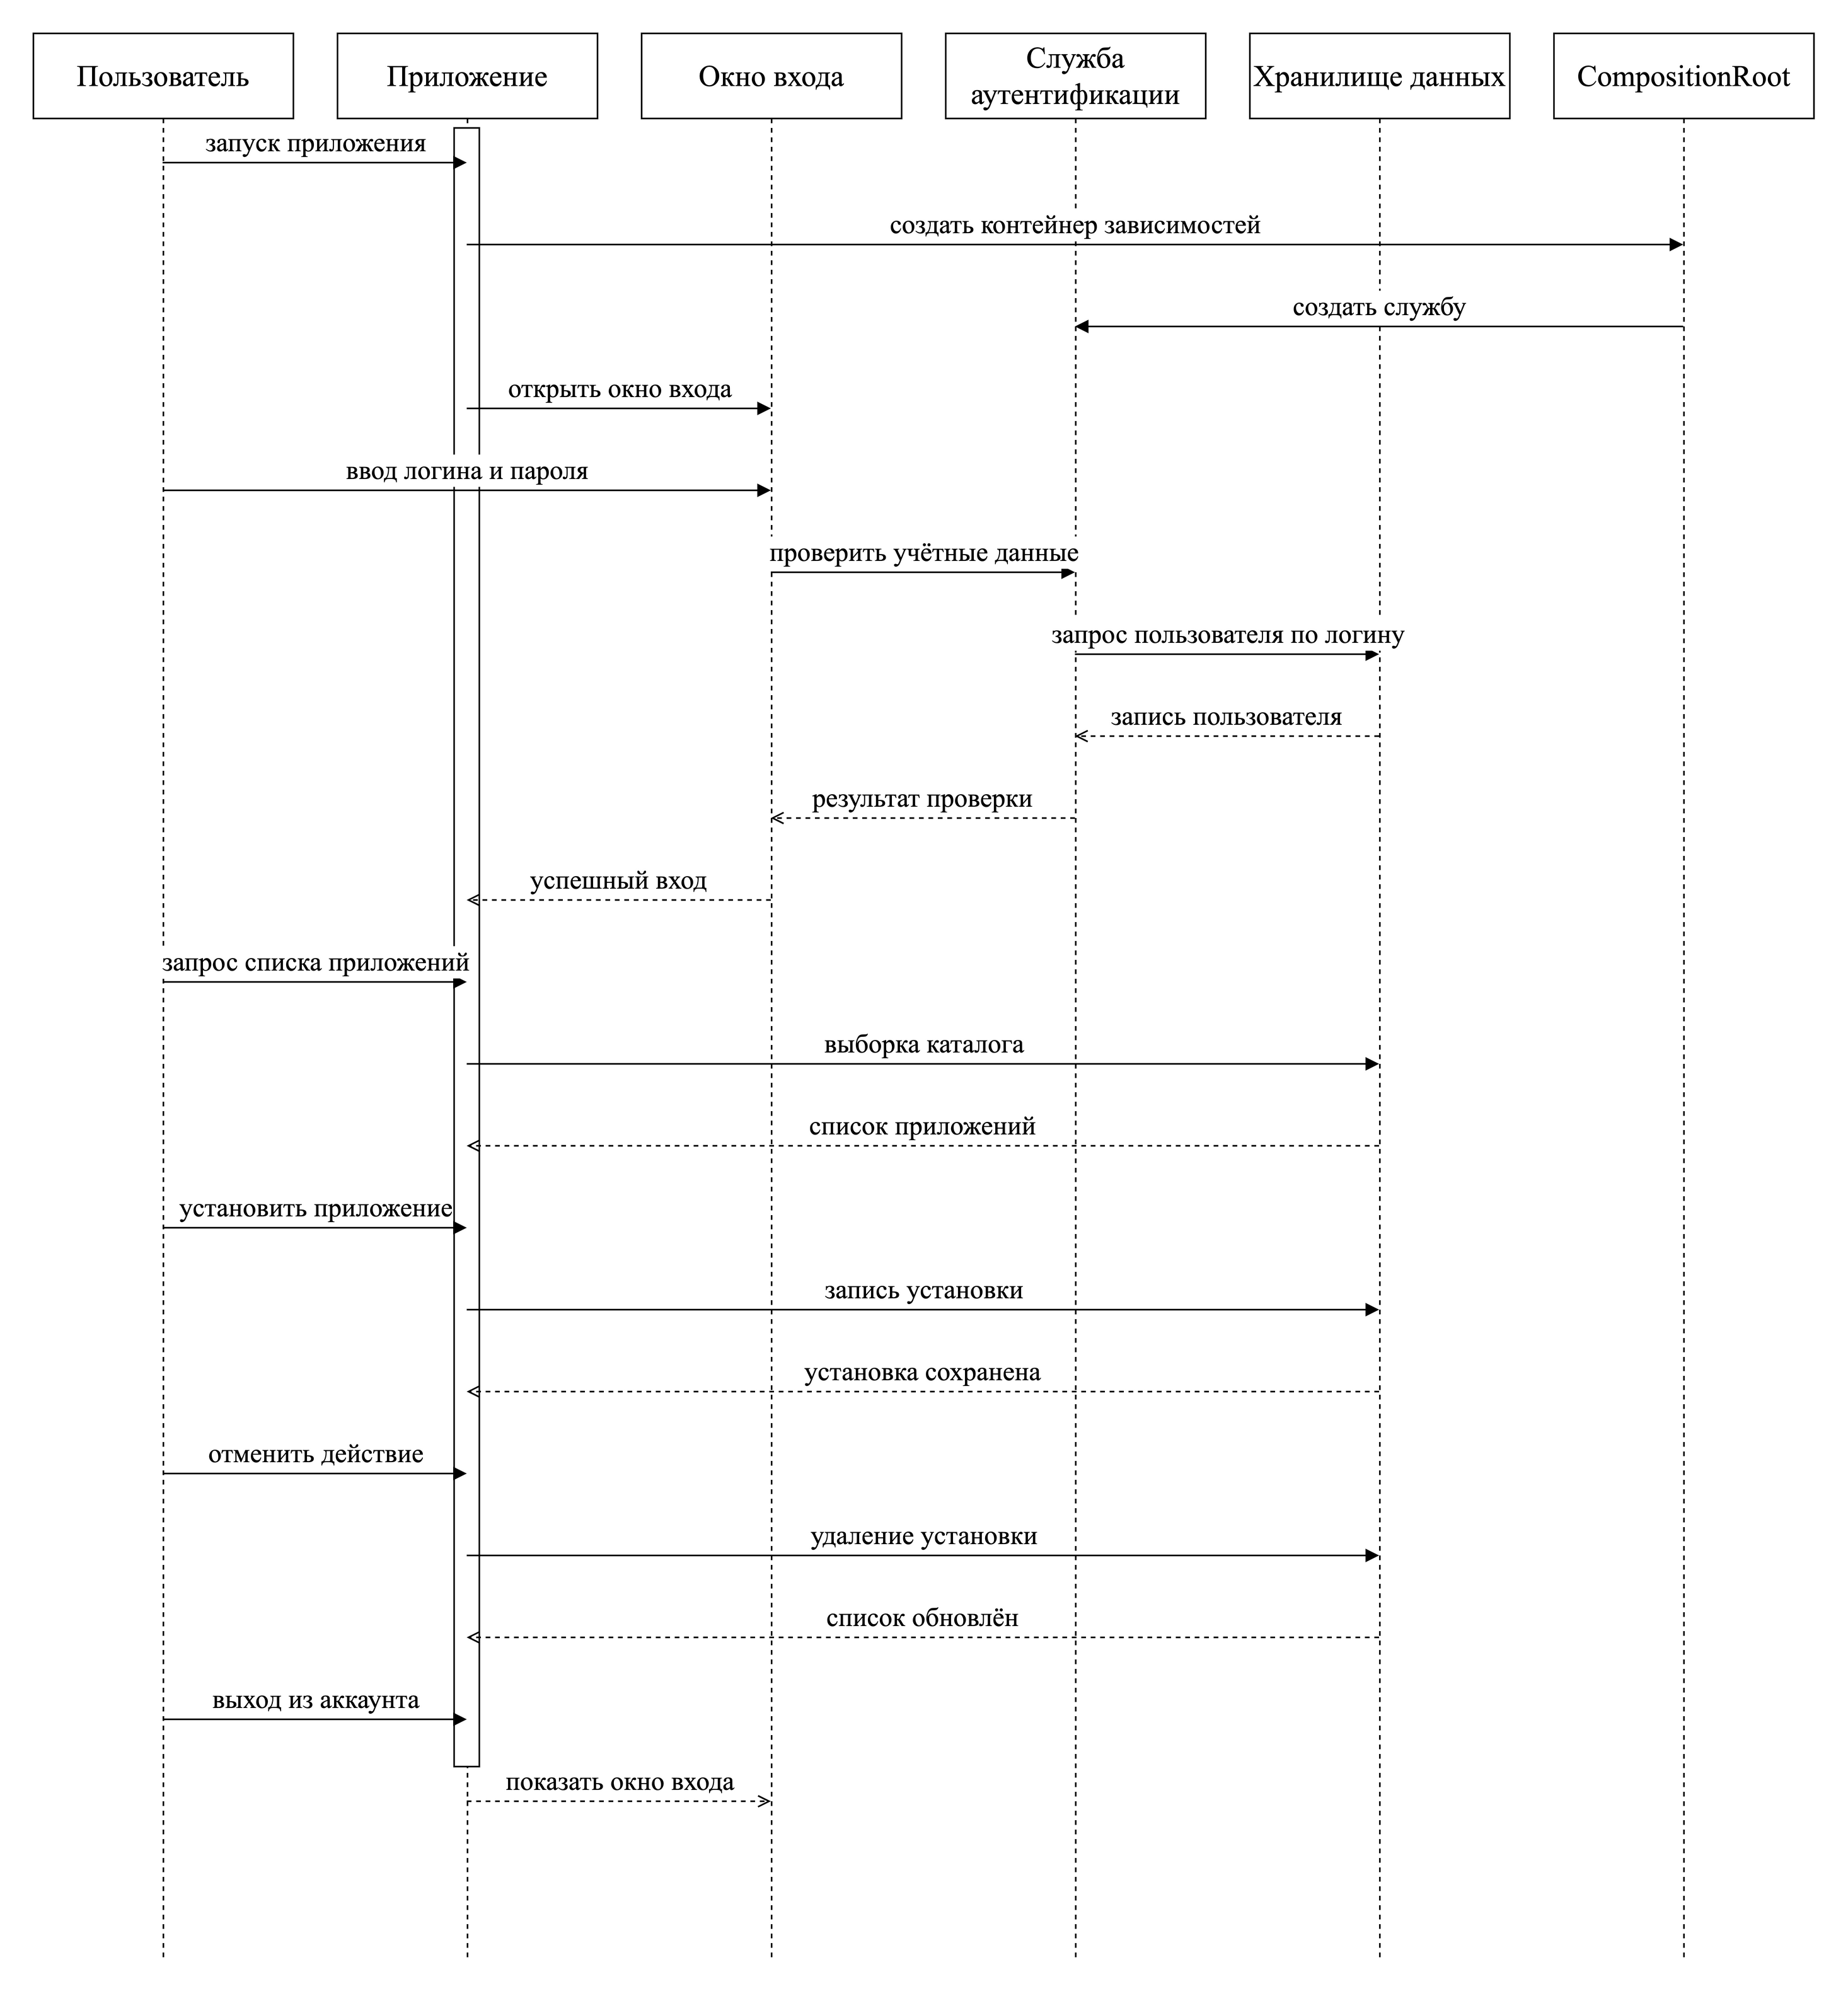 Пользователь
Приложение
Окно входа
Служба
аутентификации
Хранилище данных
CompositionRoot
запуск приложения
создать контейнер зависимостей
создать службу
открыть окно входа
ввод логина и пароля
проверить учётные данные
запрос пользователя по логину
запись пользователя
результат проверки
успешный вход
запрос списка приложений
выборка каталога
список приложений
установить приложение
запись установки
установка сохранена
отменить действие
удаление установки
список обновлён
выход из аккаунта
показать окно входа